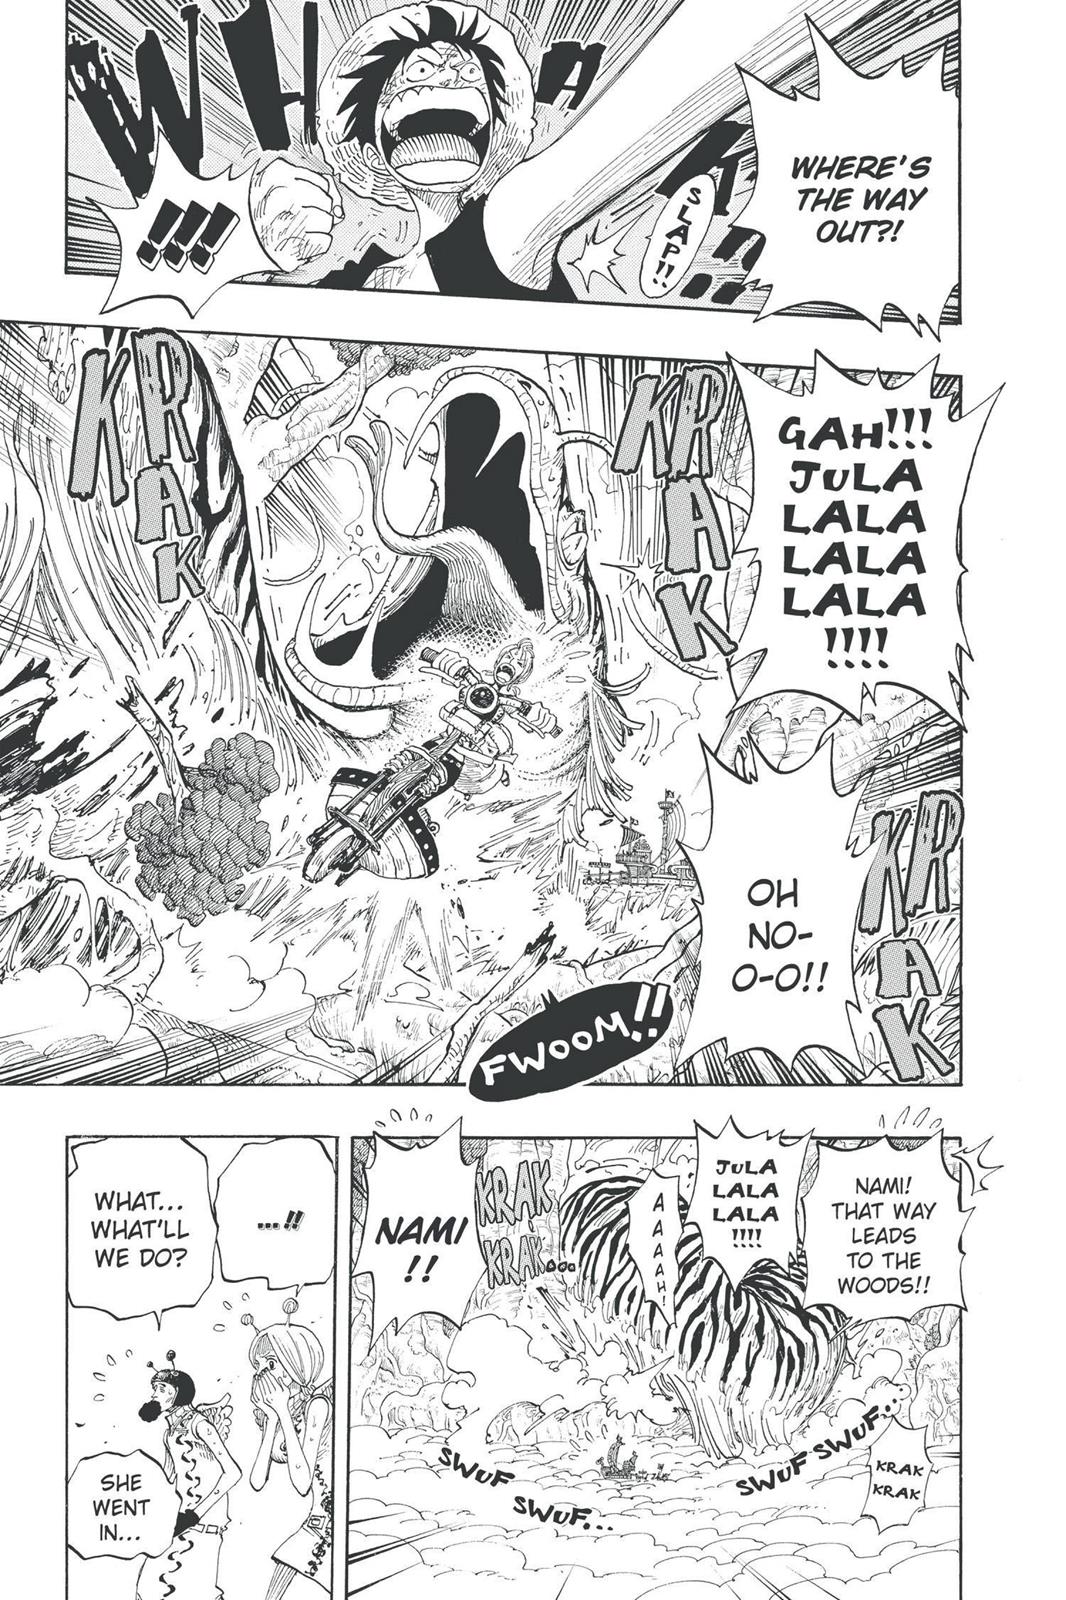 WHA
T
WHERE'S
THE WAY
OUT?!
SLAP!!
!!!!
KRAK
KRAK
GAH!!!
JULA
LALA
LALA
LALA
!!!!
KRAK
OH
NO-
O-O!!
FWOOM!!
NAMI!
THAT WAY
LEADS
TO THE
WOODS!!
JULA
LALA
LALA
!!!!
AAAAH!
KRAK
KRAK...
NAMI
!!
SWUF
SWUF...
SWUF SWUF...
KRAK
KRAK
...!!
WHAT...
WHAT'LL
WE DO?
SHE
WENT
IN...